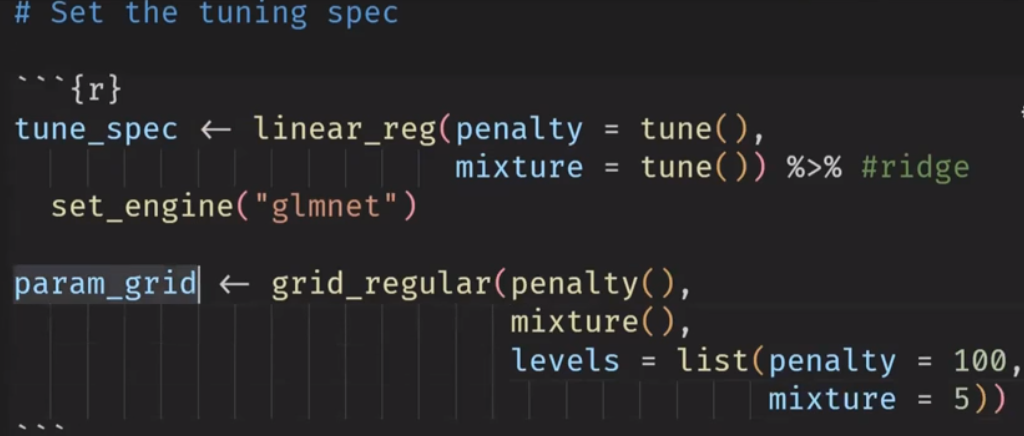 # Set the tuning spec
```{r}
tune_spec <- linear_reg(penalty = tune(),
mixture = tune()) %>% #ridge
set_engine("glmnet")
param_grid <- grid_regular(penalty(),
mixture(),
levels = list(penalty = 100,
mixture = 5))
```